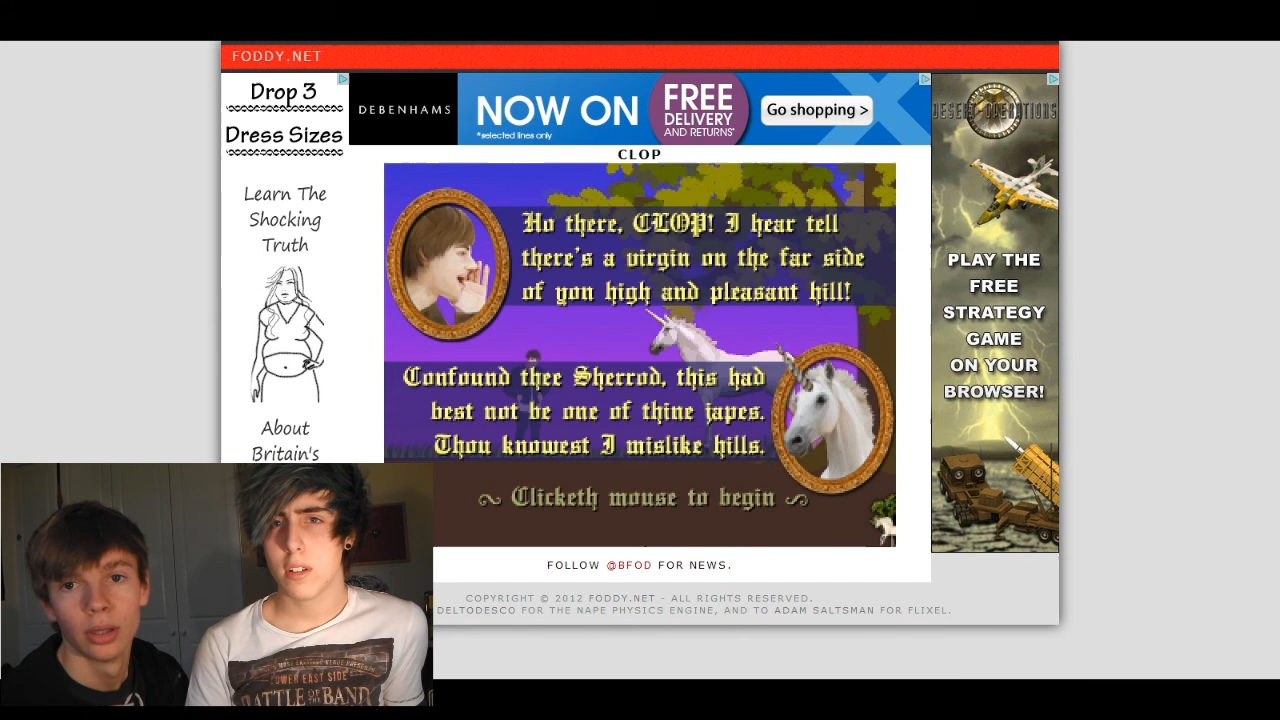 FODDY.NET
Drop 3
Dress Sizes
Learn The
Shocking
Truth
About
Britain's
DEBENHAMS
NOW ON
*selected lines only
FREE
DELIVERY
AND RETURNS*
Go shopping >
DESERT OPERATIONS
PLAY THE
FREE
STRATEGY
GAME
ON YOUR
BROWSER!
CLOP
Ho there, CLOP! I hear tell
there's a virgin on the far side
of yon high and pleasant hill!
Confound thee Sherrod, this had
best not be one of thine japes.
Thou knowest I mislike hills.
~ Clicketh mouse to begin ~
FOLLOW @BFOD FOR NEWS.
COPYRIGHT © 2012 FODDY.NET - ALL RIGHTS RESERVED.
DELTODESCO FOR THE NAPE PHYSICS ENGINE, AND TO ADAM SALTSMAN FOR FLIXEL.
LOWER EAST SIDE
BATTLE OF THE BAND